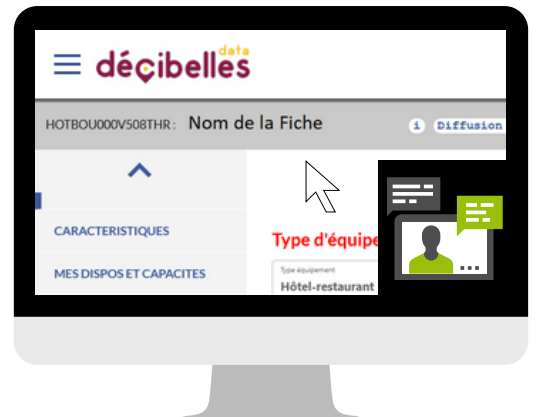 data
décibelles
HOTBOU000V508THR : Nom de la Fiche
i Diffusion
CARACTERISTIQUES
Type d'équipe
MES DISPOS ET CAPACITES
Type équipement
Hôtel-restaurant